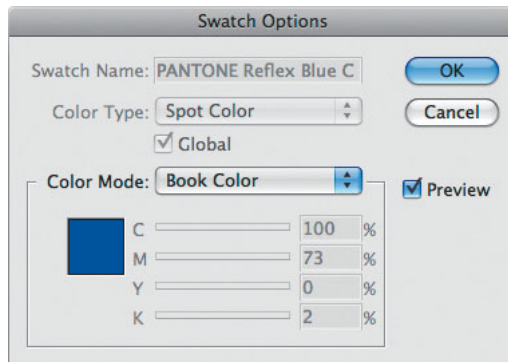 Swatch Options
Swatch Name: PANTONE Reflex Blue C
OK
Color Type: Spot Color
Cancel
Global
Color Mode: Book Color
Preview
C 100 %
M 73 %
Y 0 %
K 2 %